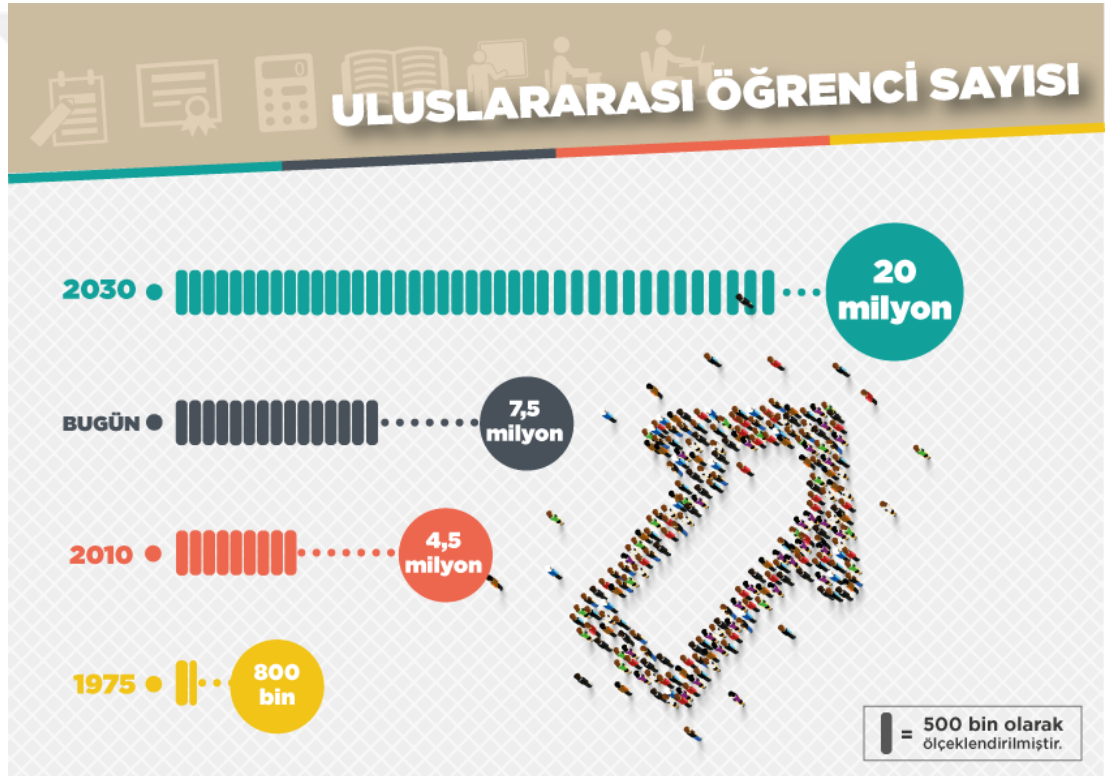 ULUSLARARASI ÖĞRENCİ SAYISI
2030
20
milyon
BUGÜN
7,5
milyon
2010
4,5
milyon
1975
800
bin
= 500 bin olarak
ölçeklendirilmiştir.